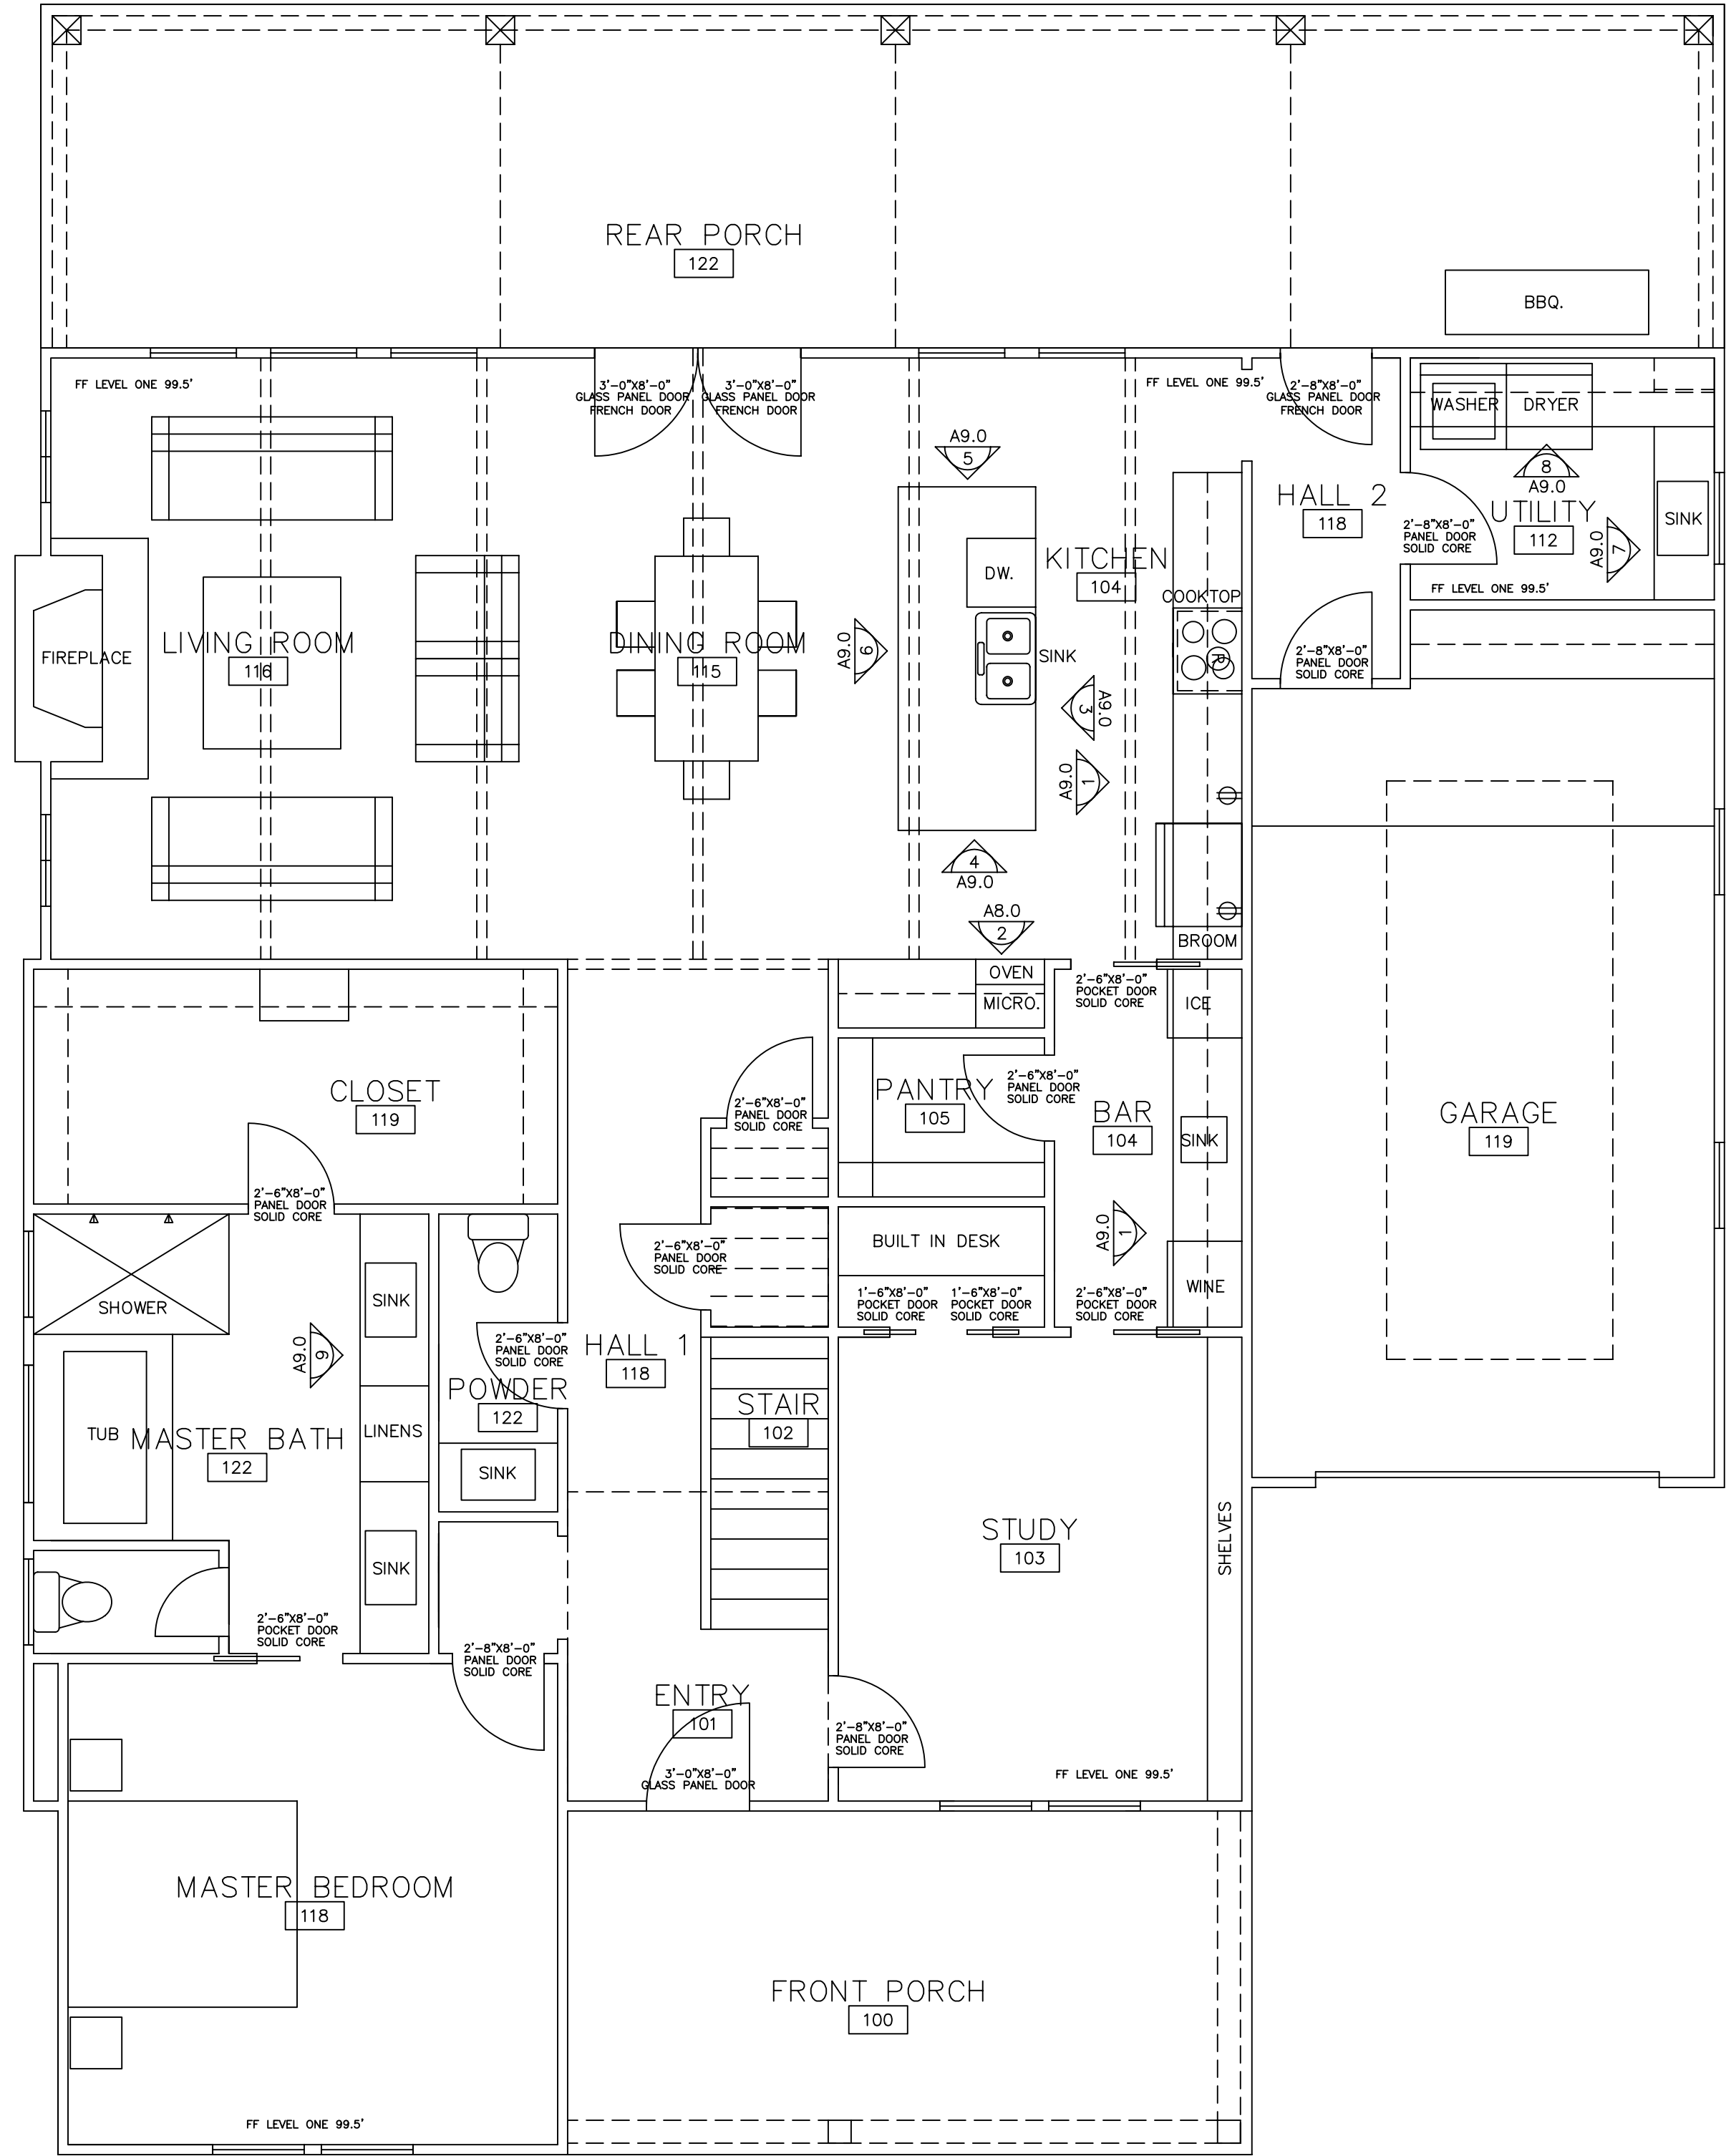 REAR PORCH
122
BBQ.
FF LEVEL ONE 99.5'
3'-0"X8'-0"
GLASS PANEL DOOR
FRENCH DOOR
3'-0"X8'-0"
GLASS PANEL DOOR
FRENCH DOOR
FF LEVEL ONE 99.5'
2'-8"X8'-0"
GLASS PANEL DOOR
FRENCH DOOR
WASHER
DRYER
A9.0
5
8
A9.0
HALL 2
118
UTILITY
112
2'-8"X8'-0"
PANEL DOOR
SOLID CORE
A9.0
7
SINK
FF LEVEL ONE 99.5'
DW.
KITCHEN
104
COOKTOP
R
LIVING ROOM
116
FIREPLACE
DINING ROOM
115
A9.0
6
SINK
2'-8"X8'-0"
PANEL DOOR
SOLID CORE
3
A9.0
A9.0
1
4
A9.0
A8.0
2
BROOM
OVEN
MICRO.
2'-6"X8'-0"
POCKET DOOR
SOLID CORE
ICE
CLOSET
119
2'-6"X8'-0"
PANEL DOOR
SOLID CORE
PANTRY
105
2'-6"X8'-0"
PANEL DOOR
SOLID CORE
BAR
104
SINK
GARAGE
119
2'-6"X8'-0"
PANEL DOOR
SOLID CORE
2'-6"X8'-0"
PANEL DOOR
SOLID CORE
BUILT IN DESK
A9.0
1
SHOWER
SINK
1'-6"X8'-0"
POCKET DOOR
SOLID CORE
1'-6"X8'-0"
POCKET DOOR
SOLID CORE
2'-6"X8'-0"
POCKET DOOR
SOLID CORE
WINE
A9.0
9
2'-6"X8'-0"
PANEL DOOR
SOLID CORE
HALL 1
118
POWDER
122
STAIR
102
TUB
MASTER BATH
122
LINENS
SINK
STUDY
103
SHELVES
SINK
2'-6"X8'-0"
POCKET DOOR
SOLID CORE
2'-8"X8'-0"
PANEL DOOR
SOLID CORE
ENTRY
101
2'-8"X8'-0"
PANEL DOOR
SOLID CORE
3'-0"X8'-0"
GLASS PANEL DOOR
FF LEVEL ONE 99.5'
MASTER BEDROOM
118
FRONT PORCH
100
FF LEVEL ONE 99.5'